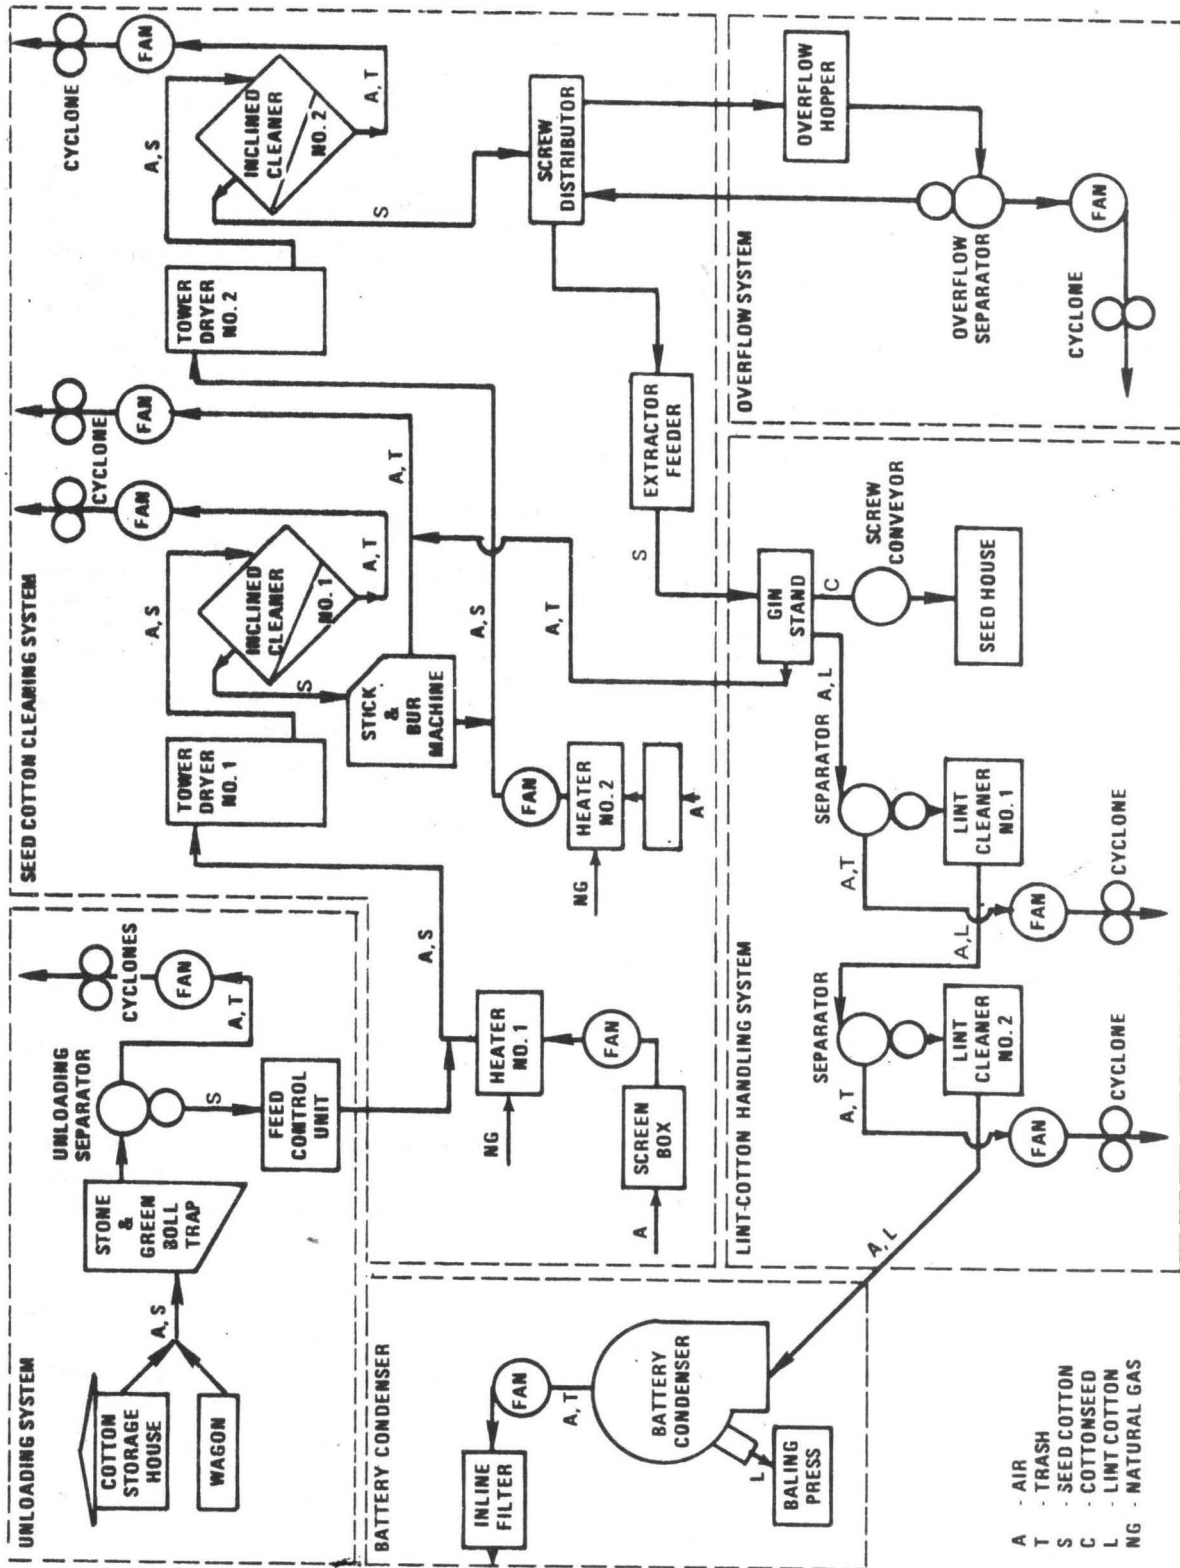 UNLOADING SYSTEM
COTTON
STORAGE
HOUSE
WAGON
A, S
STONE
&
GREEN
BOLL
TRAP
UNLOADING
SEPARATOR
S
A, T
FAN
CYCLONES
FEED
CONTROL
UNIT
SEED COTTON CLEANING SYSTEM
A
SCREEN
BOX
FAN
NG
HEATER
NO. 1
A, S
TOWER
DRYER
NO. 1
A, S
INCLINED
CLEANER
NO. 1
A, T
FAN
S
STICK
&
BUR
MACHINE
A, T
FAN
CYCLONE
NG
HEATER
NO. 2
A
FAN
A, S
A, T
TOWER
DRYER
NO. 2
A, S
INCLINED
CLEANER
NO. 2
A, T
FAN
CYCLONE
S
SCREW
DISTRIBUTOR
EXTRACTOR
FEEDER
S
OVERFLOW SYSTEM
OVERFLOW
HOPPER
OVERFLOW
SEPARATOR
FAN
CYCLONE
LINT-COTTON HANDLING SYSTEM
GIN
STAND
C
SCREW
CONVEYOR
SEED HOUSE
A, L
SEPARATOR
A, T
LINT
CLEANER
NO. 1
FAN
CYCLONE
A, L
SEPARATOR
A, T
LINT
CLEANER
NO. 2
FAN
CYCLONE
A, L
BATTERY CONDENSER
BATTERY
CONDENSER
A, T
FAN
INLINE
FILTER
L
BALING
PRESS
A - AIR
T - TRASH
S - SEED COTTON
C - COTTONSEED
L - LINT COTTON
NG - NATURAL GAS